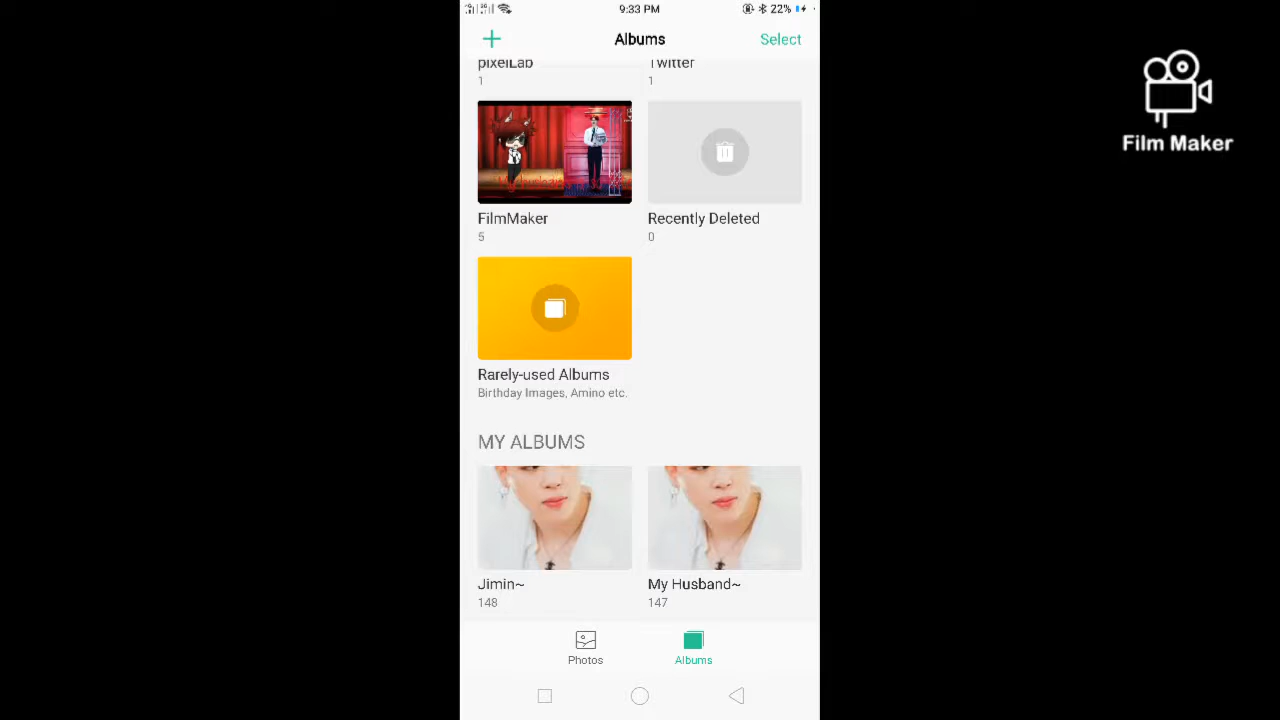 9:33 PM
22%
Albums
Select
pixelLab
Twitter
1
1
FilmMaker
5
Recently Deleted
0
Rarely-used Albums
Birthday Images, Amino etc.
MY ALBUMS
Jimin~
148
My Husband~
147
Photos
Albums
Film Maker